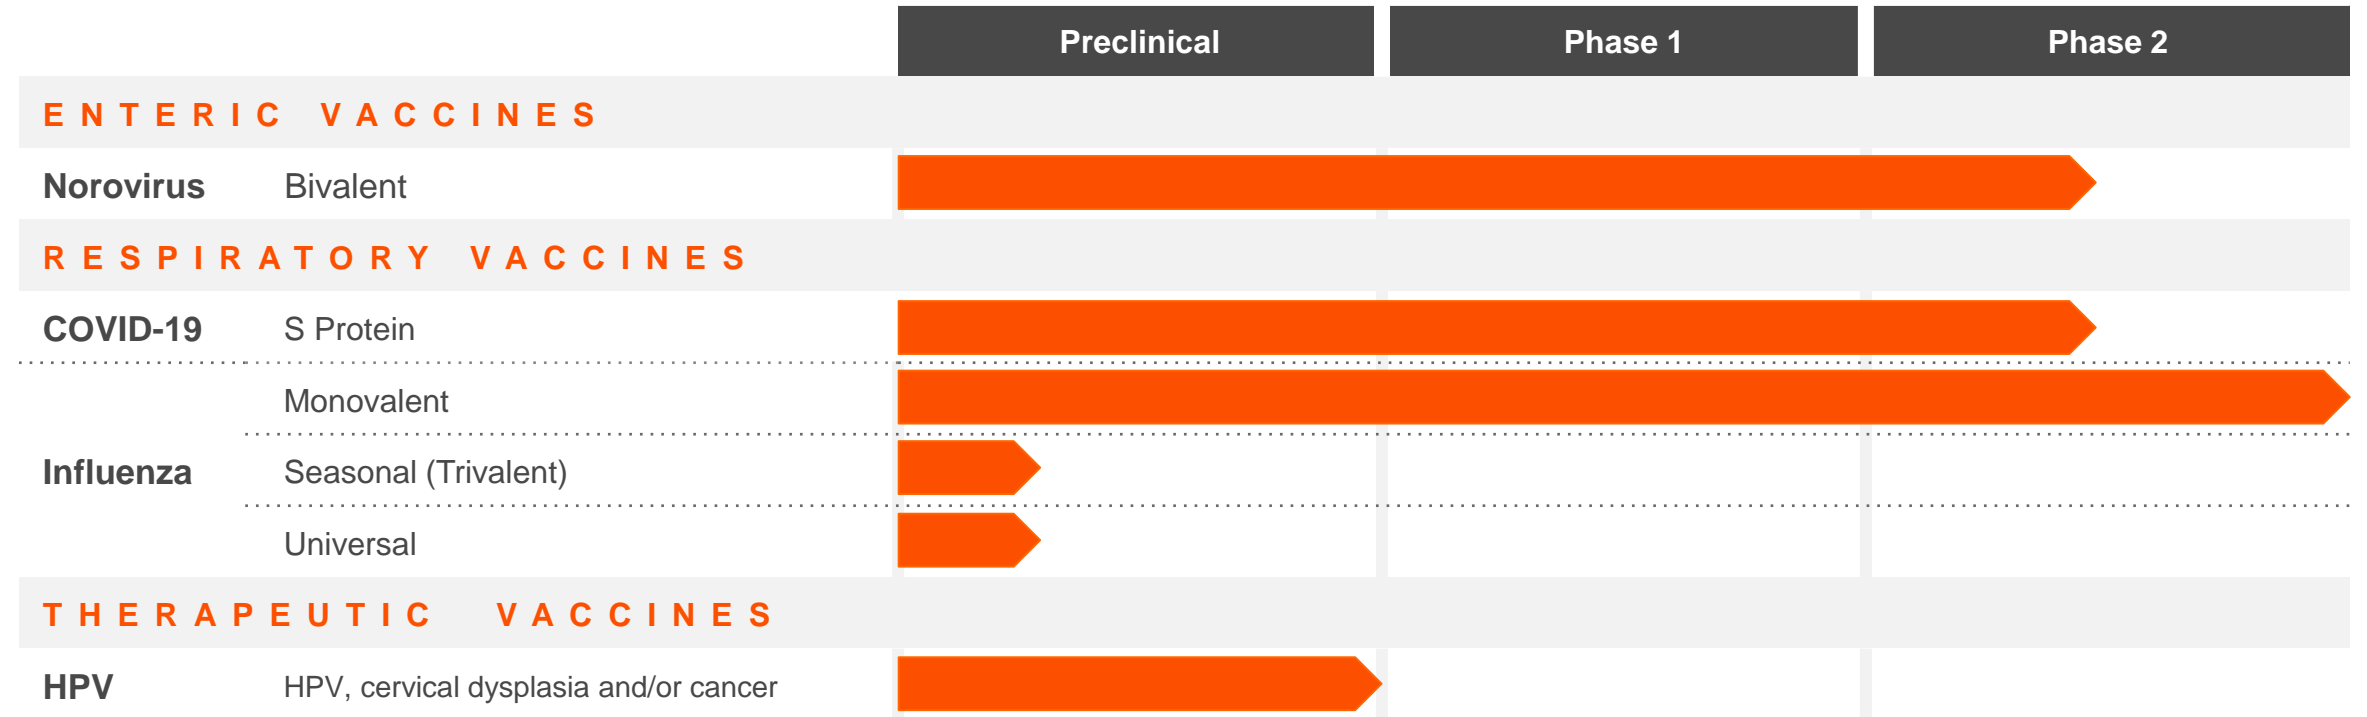 Preclinical Phase 1 Phase 2
ENTERIC VACCINES
Norovirus Bivalent
RESPIRATORY VACCINES
COVID-19 S Protein
Monovalent
Influenza Seasonal (Trivalent)
Universal
THERAPEUTIC VACCINES
HPV HPV, cervical dysplasia and/or cancer